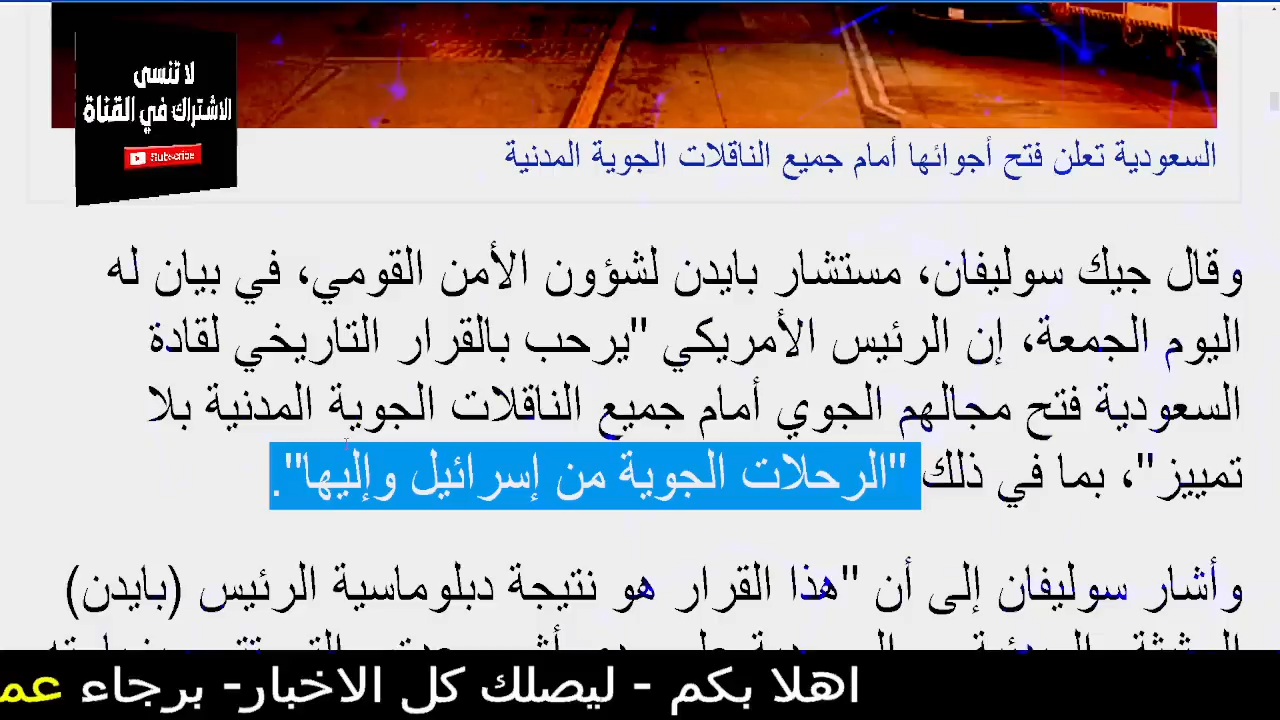 لا تنسى
الاشتراك في القناة
Subscribe
السعودية تعلن فتح أجوائها أمام جميع الناقلات الجوية المدنية
وقال جيك سوليفان، مستشار بايدن لشؤون الأمن القومي، في بيان له
اليوم الجمعة، إن الرئيس الأمريكي "يرحب بالقرار التاريخي لقادة
السعودية فتح مجالهم الجوي أمام جميع الناقلات الجوية المدنية بلا
تمييز"، بما في ذلك "الرحلات الجوية من إسرائيل وإليها".
وأشار سوليفان إلى أن "هذا القرار هو نتيجة دبلوماسية الرئيس (بايدن)
اهلا بكم - ليصلك كل الاخبار- برجاء